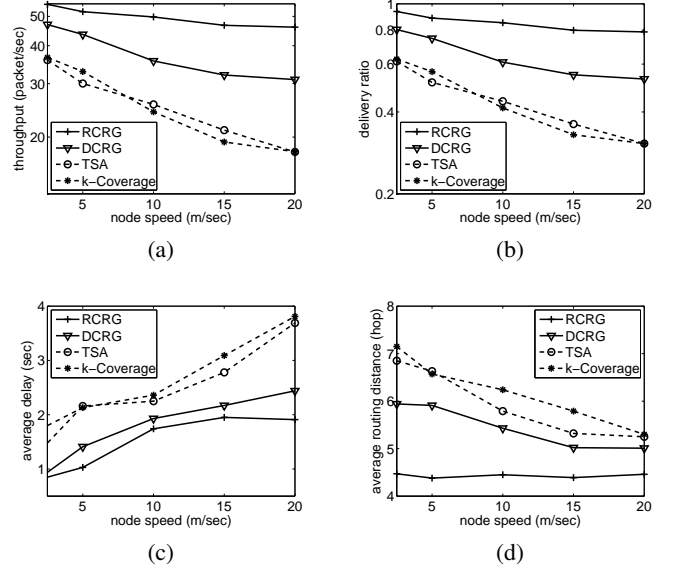 50
40
30
20
throughput (packet/sec)
RCRG
DCRG
TSA
k-Coverage
5 10 15 20
node speed (m/sec)
(a)
1
0.8
0.6
0.4
0.2
delivery ratio
RCRG
DCRG
TSA
k-Coverage
5 10 15 20
node speed (m/sec)
(b)
4
3
2
1
average delay (sec)
RCRG
DCRG
TSA
k-Coverage
5 10 15 20
node speed (m/sec)
(c)
8
7
6
5
4
average routing distance (hop)
RCRG
DCRG
TSA
k-Coverage
5 10 15 20
node speed (m/sec)
(d)